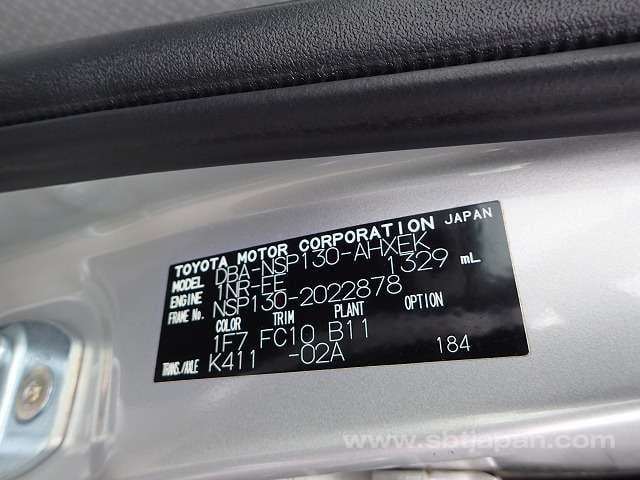 TOYOTA MOTOR CORPORATION JAPAN
MODEL DBA-NSP130-AHXEK
ENGINE 1NR-FE 1329 mL
FRAME No. NSP130-2022878
COLOR TRIM PLANT OPTION
1F7 FC10 B11
TRANS./AXLE K411 -02A 184
www.sbtjapan.com